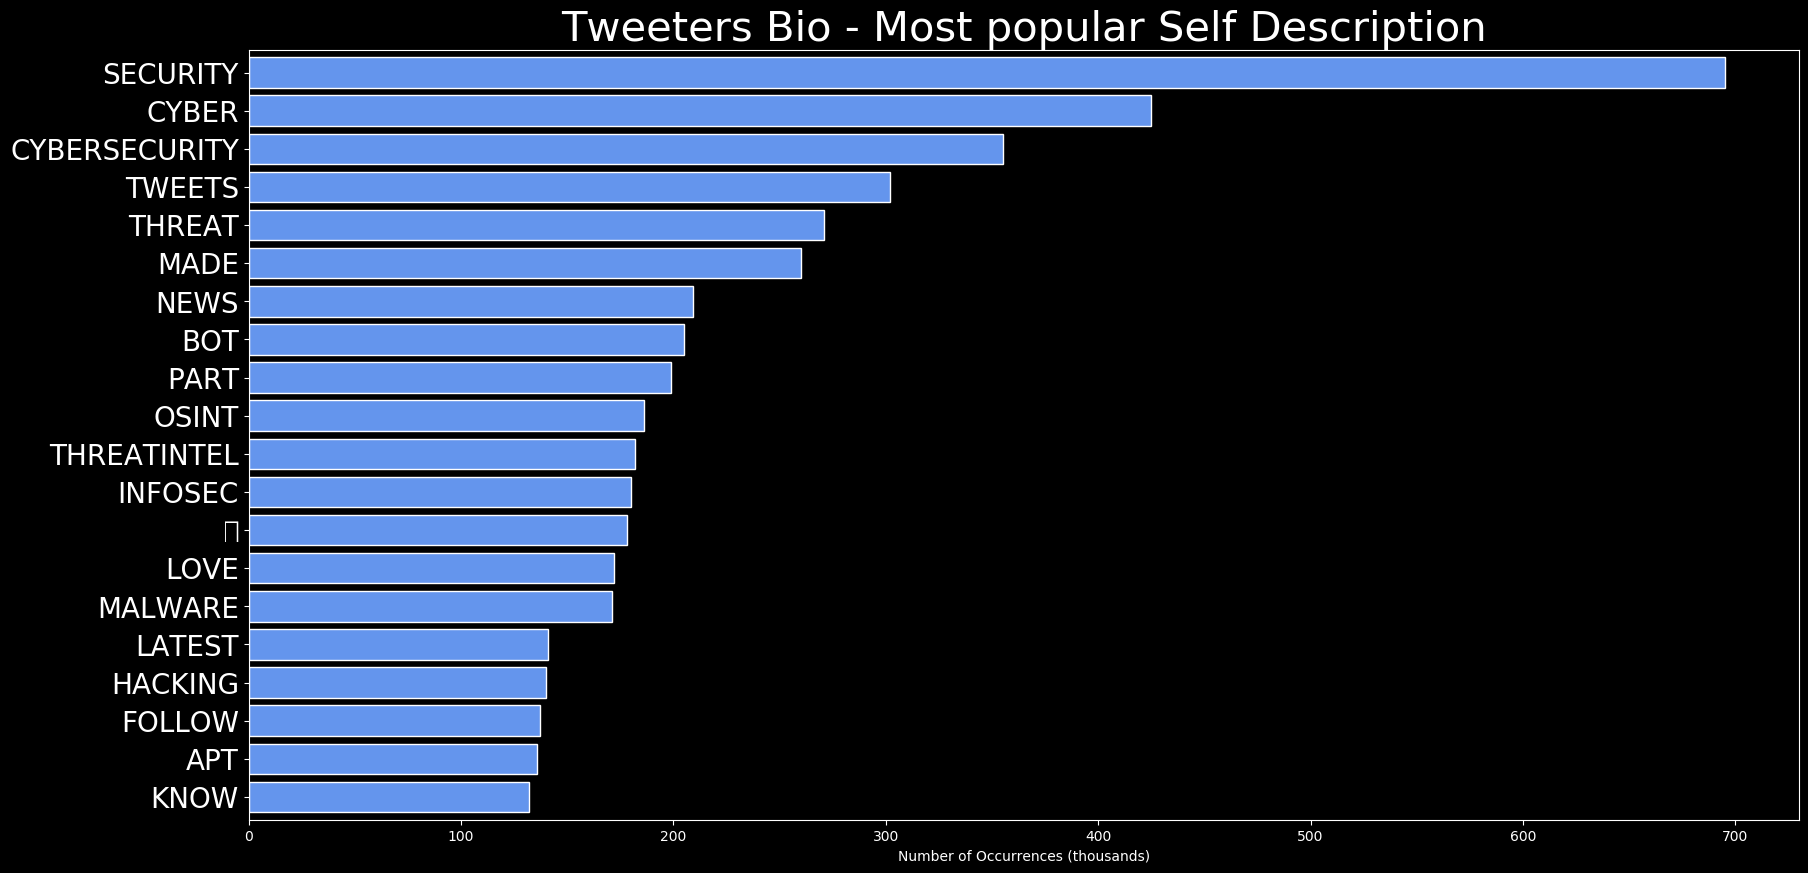 Tweeters Bio - Most popular Self Description
SECURITY
CYBER
CYBERSECURITY
TWEETS
THREAT
MADE
NEWS
BOT
PART
OSINT
THREATINTEL
INFOSEC
LOVE
MALWARE
LATEST
HACKING
FOLLOW
APT
KNOW
0 100 200 300 400 500 600 700
Number of Occurrences (thousands)